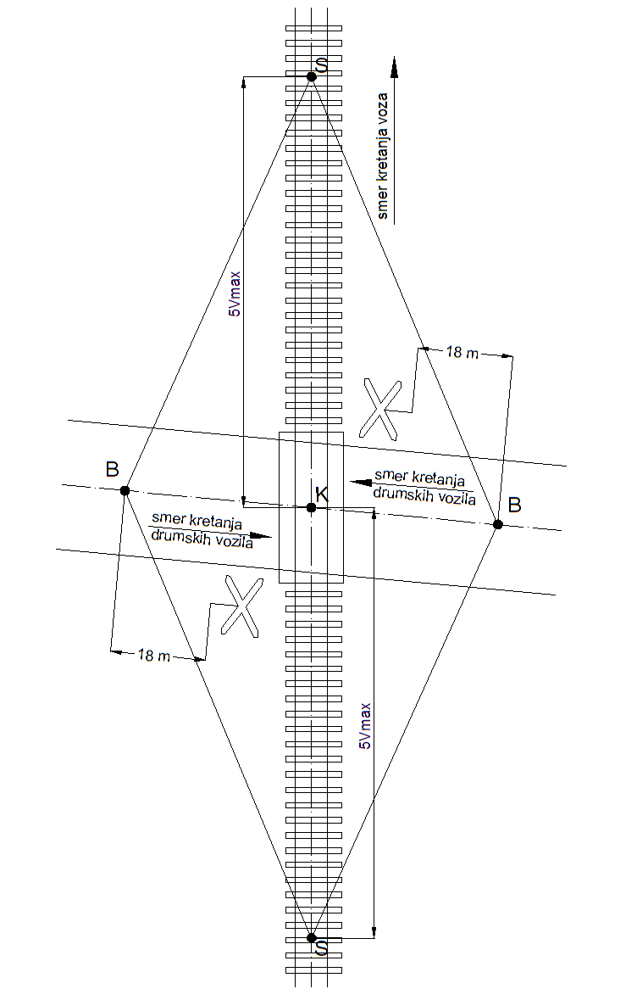 S
smer kretanja voza
5Vmax
18 m
B
smer kretanja
drumskih vozila
K
B
smer kretanja
drumskih vozila
18 m
5Vmax
S